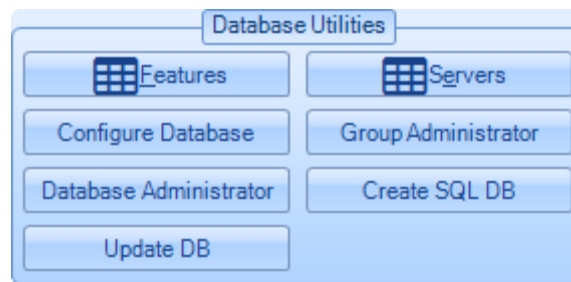 Database Utilities
Features
Servers
Configure Database
Group Administrator
Database Administrator
Create SQL DB
Update DB